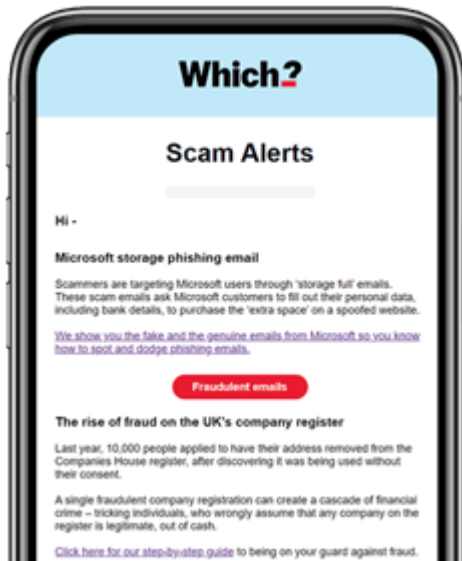 Which?
Scam Alerts
Hi -
Microsoft storage phishing email
Scammers are targeting Microsoft users through 'storage full' emails.
These scam emails ask Microsoft customers to fill out their personal data,
including bank details, to purchase the 'extra space' on a spoofed website.
We show you the fake and the genuine emails from Microsoft so you know
how to spot and dodge phishing emails.
Fraudulent emails
The rise of fraud on the UK's company register
Last year, 10,000 people applied to have their address removed from the
Companies House register, after discovering it was being used without
their consent.
A single fraudulent company registration can create a cascade of financial
crime – tricking individuals, who wrongly assume that any company on the
register is legitimate, out of cash.
Click here for our step-by-step guide to being on your guard against fraud.